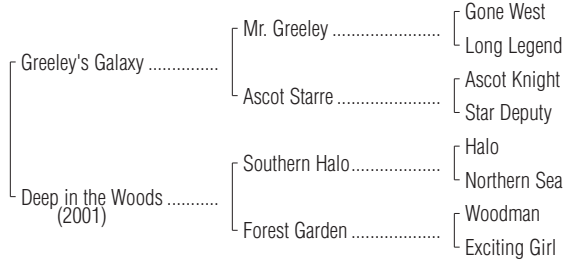 Gone West
Mr. Greeley ......................
Long Legend
Greeley's Galaxy ...............
Ascot Knight
Ascot Starre ......................
Star Deputy
Halo
Southern Halo...................
Northern Sea
Deep in the Woods ...........
(2001)
Woodman
Forest Garden ...................
Exciting Girl